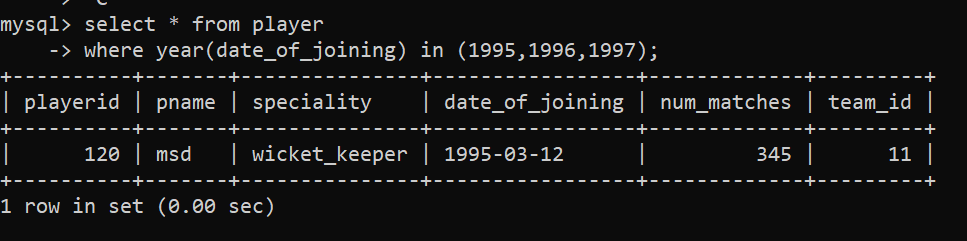 mysql> select * from player
    -> where year(date_of_joining) in (1995,1996,1997);
+----------+-------+--------------+-----------------+-------------+---------+
| playerid | pname | speciality   | date_of_joining | num_matches | team_id |
+----------+-------+--------------+-----------------+-------------+---------+
|      120 | msd   | wicket_keeper | 1995-03-12      |         345 |      11 |
+----------+-------+--------------+-----------------+-------------+---------+
1 row in set (0.00 sec)